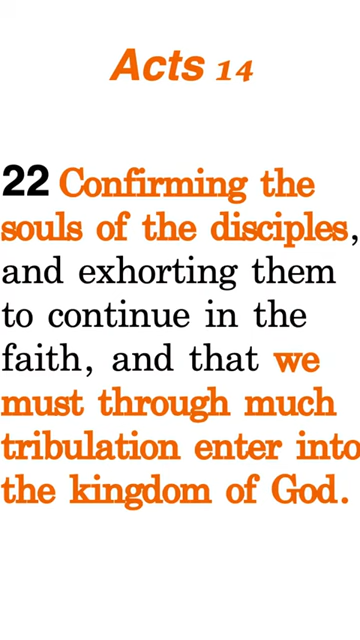 Acts 14
22 Confirming the
souls of the disciples,
and exhorting them
to continue in the
faith, and that we
must through much
tribulation enter into
the kingdom of God.